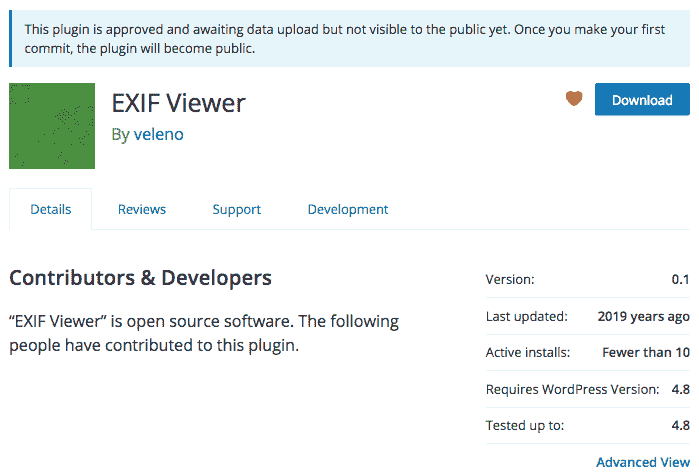 This plugin is approved and awaiting data upload but not visible to the public yet. Once you make your first
commit, the plugin will become public.
EXIF Viewer
Download
By veleno
Details
Reviews
Support
Development
Contributors & Developers
“EXIF Viewer” is open source software. The following
people have contributed to this plugin.
Version: 0.1
Last updated: 2019 years ago
Active installs: Fewer than 10
Requires WordPress Version: 4.8
Tested up to: 4.8
Advanced View